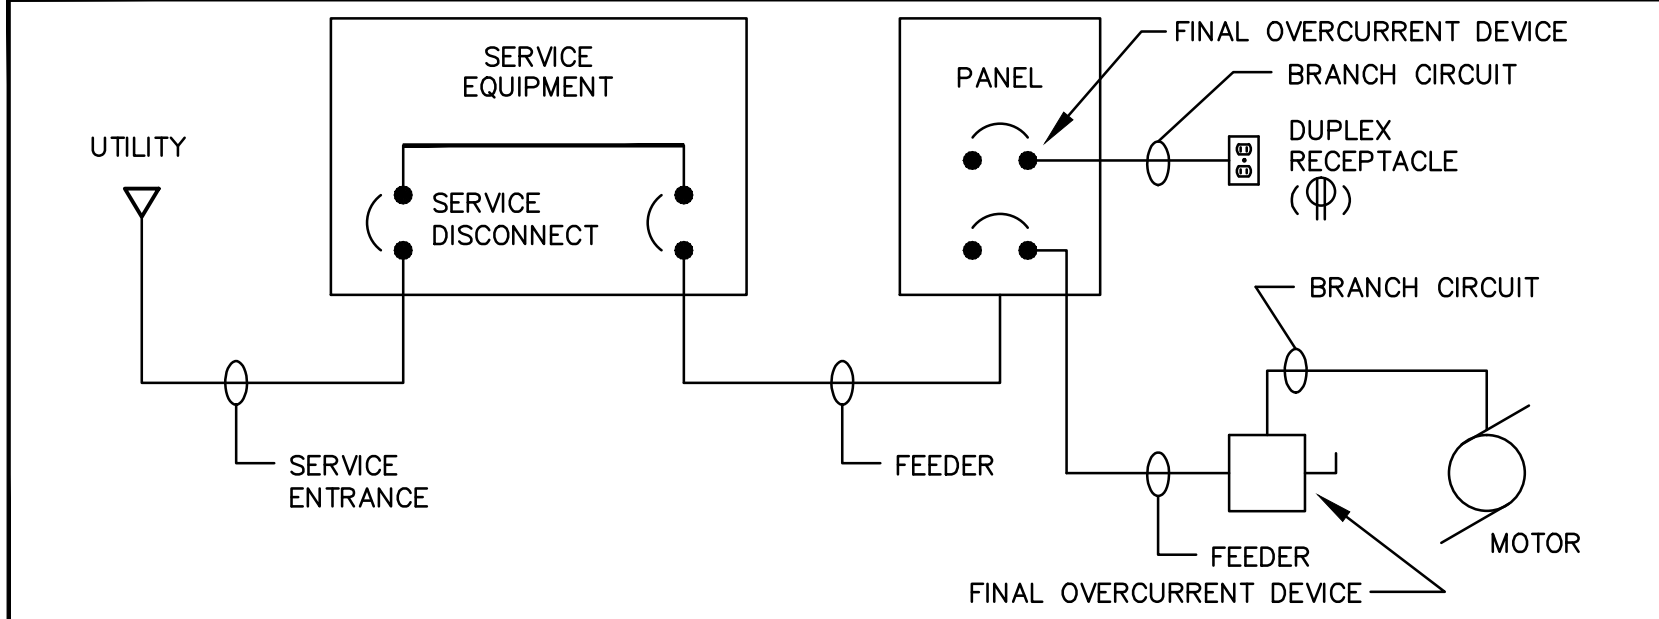 SERVICE
EQUIPMENT
UTILITY
SERVICE
DISCONNECT
SERVICE
ENTRANCE
FEEDER
PANEL
FINAL OVERCURRENT DEVICE
BRANCH CIRCUIT
DUPLEX
RECEPTACLE
( )
BRANCH CIRCUIT
MOTOR
FEEDER
FINAL OVERCURRENT DEVICE